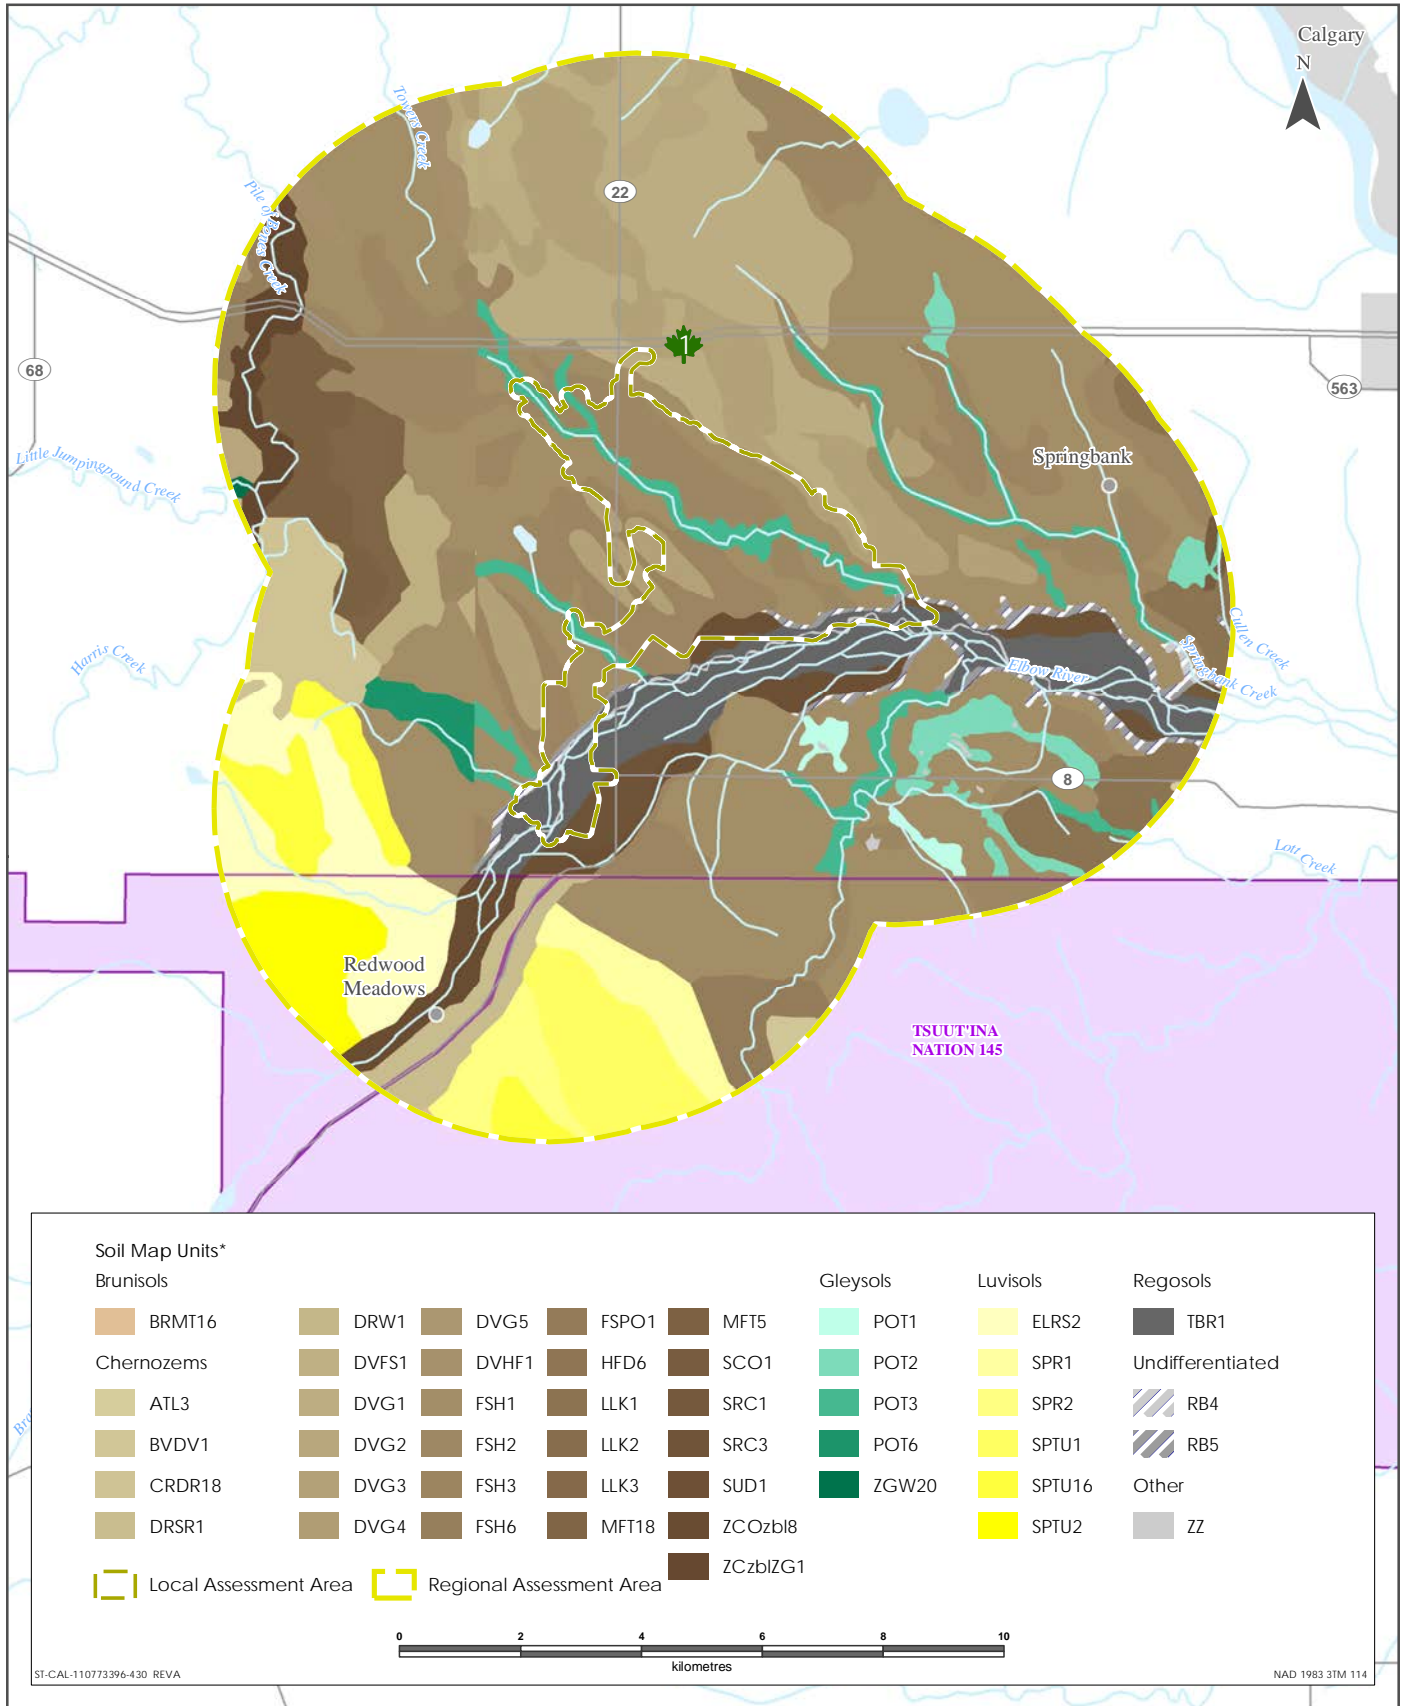 Calgary
N
Towers Creek
Pile of Bones Creek
22
1
68
563
Little Jumpingpound Creek
Springbank
Harris Creek
Cullen Creek
Springbank Creek
Elbow River
8
Lott Creek
Redwood
Meadows
TSUUT'INA
NATION 145
Soil Map Units*
Brunisols
BRMT16
Chernozems
ATL3
BVDV1
CRDR18
DRSR1
DRW1
DVFS1
DVG1
DVG2
DVG3
DVG4
DVG5
DVHF1
FSH1
FSH2
FSH3
FSH6
FSPO1
HFD6
LLK1
LLK2
LLK3
MFT18
MFT5
SCO1
SRC1
SRC3
SUD1
ZCOzbl8
ZCzblZG1
Gleysols
POT1
POT2
POT3
POT6
ZGW20
Luvisols
ELRS2
SPR1
SPR2
SPTU1
SPTU16
SPTU2
Regosols
TBR1
Undifferentiated
RB4
RB5
Other
ZZ
Local Assessment Area
Regional Assessment Area
0 2 4 6 8 10
kilometres
ST-CAL-110773396-430 REVA
NAD 1983 3TM 114